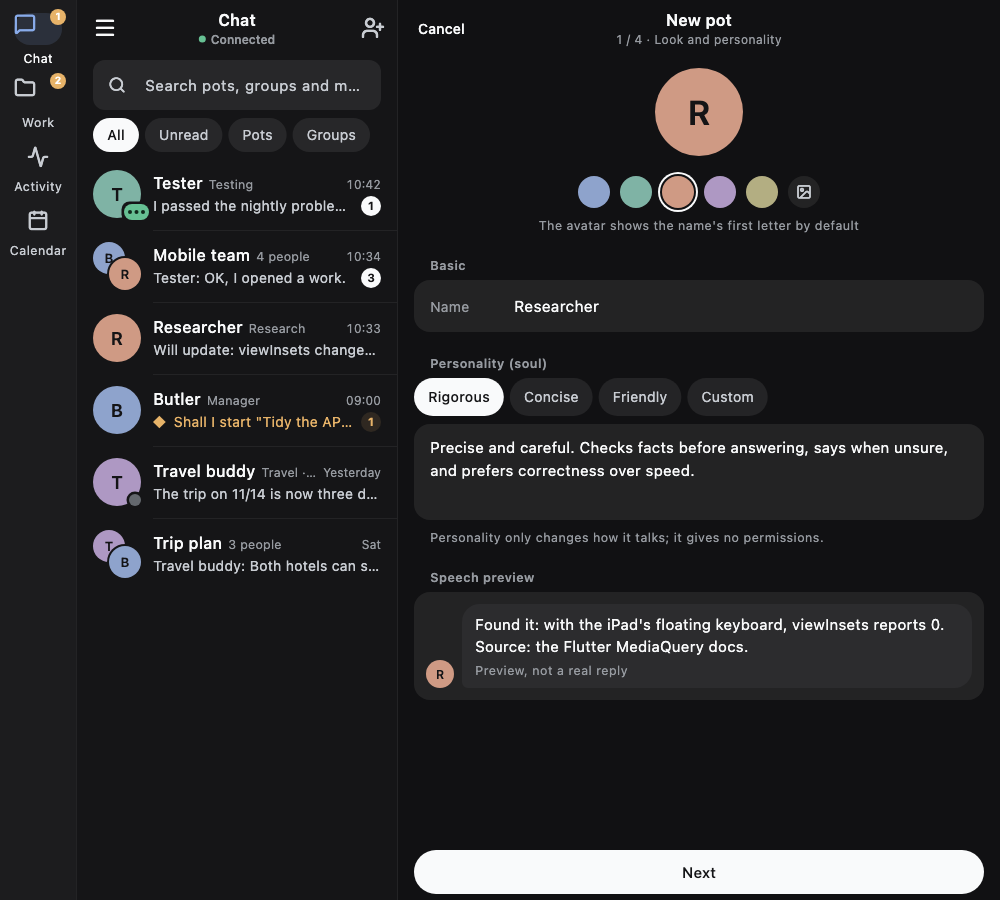 1
Chat
2
Work
Activity
Calendar
Chat
Connected
Search pots, groups and m...
All
Unread
Pots
Groups
T
Tester Testing 10:42
I passed the nightly proble... 1
B
R
Mobile team 4 people 10:34
Tester: OK, I opened a work. 3
R
Researcher Research 10:33
Will update: viewInsets change...
B
Butler Manager 09:00
Shall I start "Tidy the AP... 1
T
Travel buddy Travel ·... Yesterday
The trip on 11/14 is now three d...
T
B
Trip plan 3 people Sat
Travel buddy: Both hotels can s...
Cancel
New pot
1 / 4 · Look and personality
R
The avatar shows the name's first letter by default
Basic
Name Researcher
Personality (soul)
Rigorous
Concise
Friendly
Custom
Precise and careful. Checks facts before answering, says when unsure,
and prefers correctness over speed.
Personality only changes how it talks; it gives no permissions.
Speech preview
Found it: with the iPad's floating keyboard, viewInsets reports 0.
Source: the Flutter MediaQuery docs.
Preview, not a real reply
R
Next